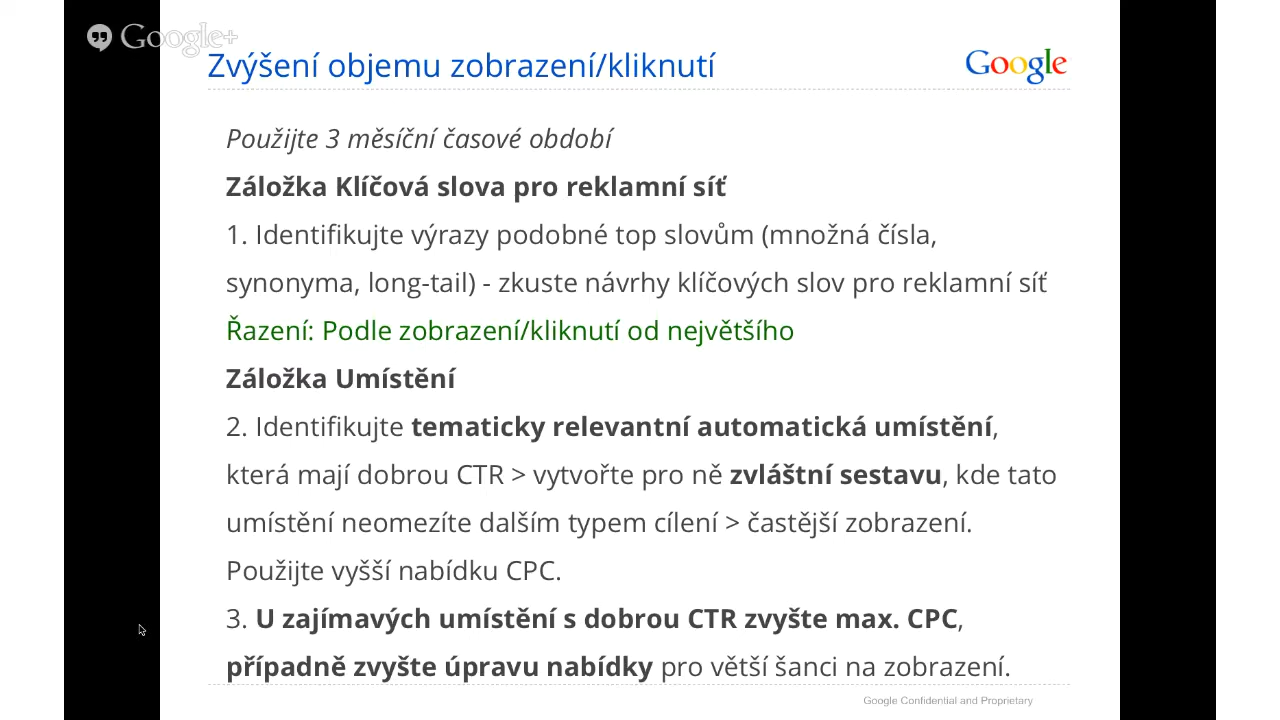 Google+
Zvýšení objemu zobrazení/kliknutí
Google
Použijte 3 měsíční časové období
Záložka Klíčová slova pro reklamní síť
1. Identifikujte výrazy podobné top slovům (množná čísla,
synonyma, long-tail) - zkuste návrhy klíčových slov pro reklamní síť
Řazení: Podle zobrazení/kliknutí od největšího
Záložka Umístění
2. Identifikujte tematicky relevantní automatická umístění,
která mají dobrou CTR > vytvořte pro ně zvláštní sestavu, kde tato
umístění neomezíte dalším typem cílení > častější zobrazení.
Použijte vyšší nabídku CPC.
3. U zajímavých umístění s dobrou CTR zvyšte max. CPC,
případně zvyšte úpravu nabídky pro větší šanci na zobrazení.
Google Confidential and Proprietary